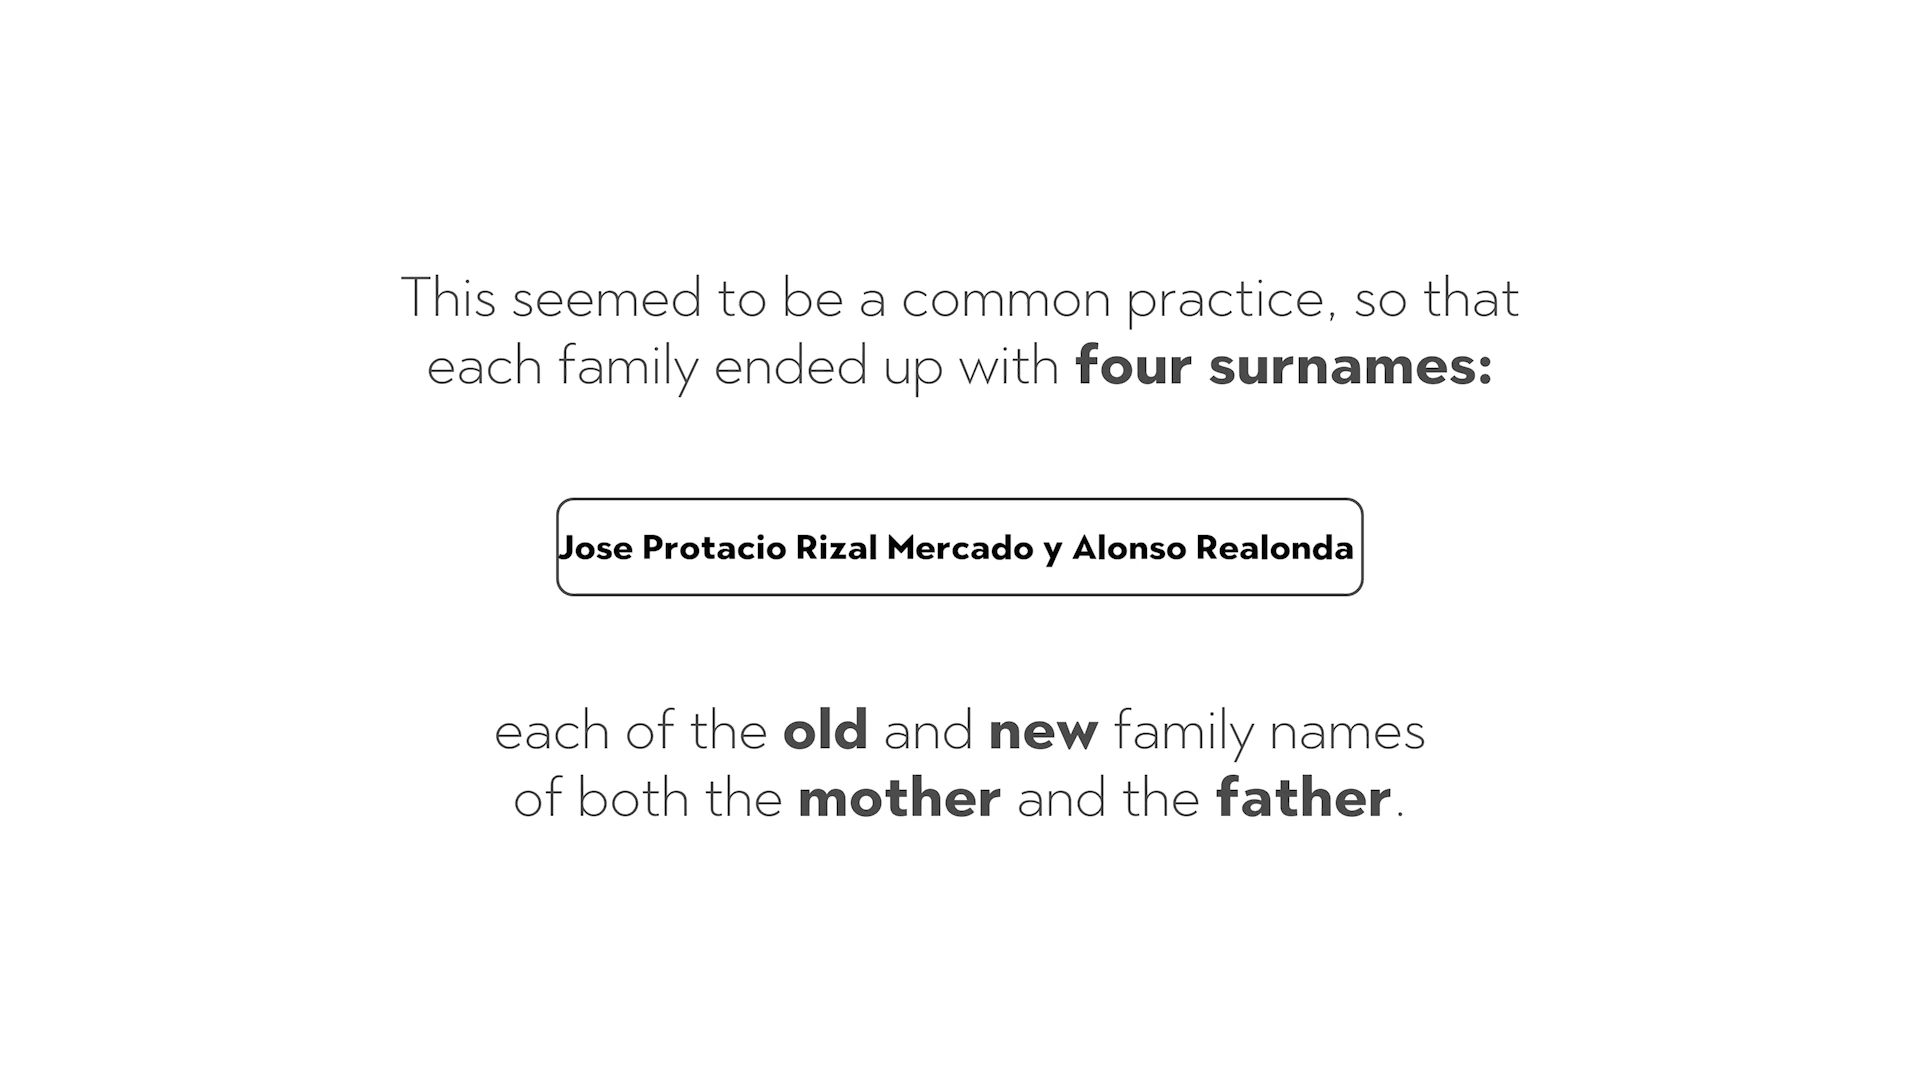 This seemed to be a common practice, so that
each family ended up with four surnames:
Jose Protacio Rizal Mercado y Alonso Realonda
each of the old and new family names
of both the mother and the father.